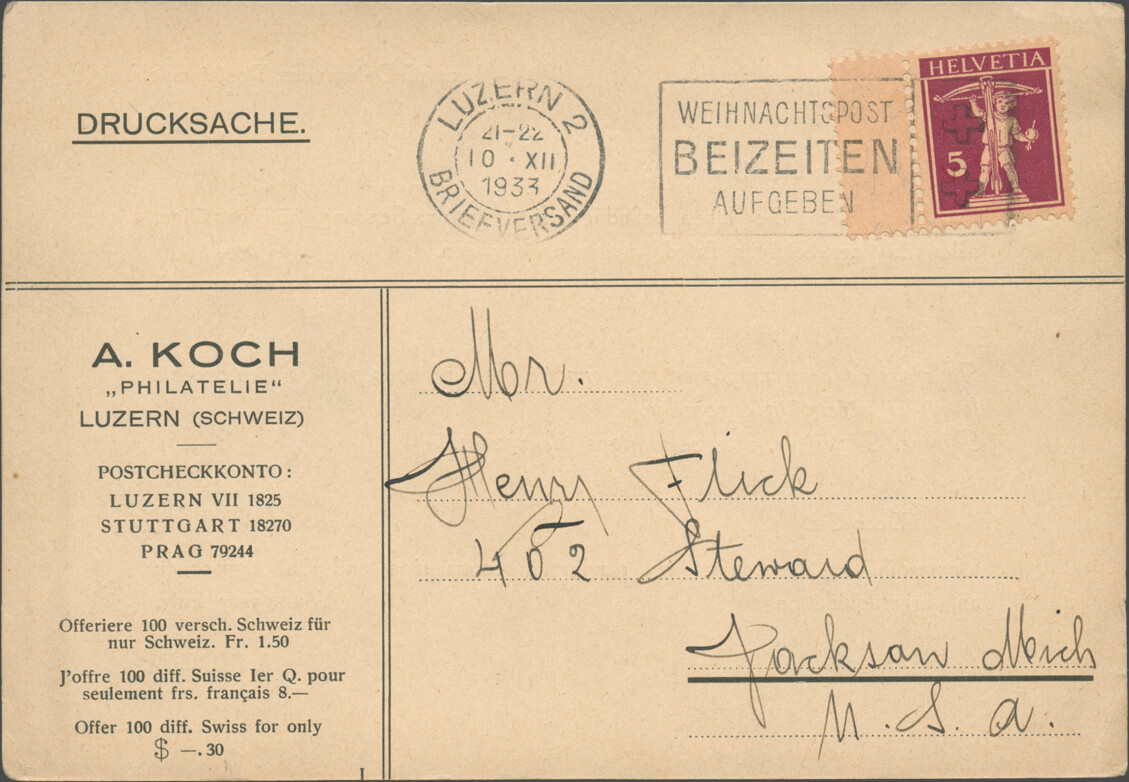 DRUCKSACHE.
LUZERN 2
21-22
10 · XII
1933
BRIEFVERSAND
WEIHNACHTSPOST
BEIZEITEN
AUFGEBEN
HELVETIA
5
A. KOCH
„PHILATELIE“
LUZERN (SCHWEIZ)
POSTCHECKKONTO:
LUZERN VII 1825
STUTTGART 18270
PRAG 79244
Offeriere 100 versch. Schweiz für
nur Schweiz. Fr. 1.50
J'offre 100 diff. Suisse Ier Q. pour
seulement frs. français 8.—
Offer 100 diff. Swiss for only
$ —.30
I
Mr.
Henry Flick
402 Steward
Jacksan Mich
U. S. a.